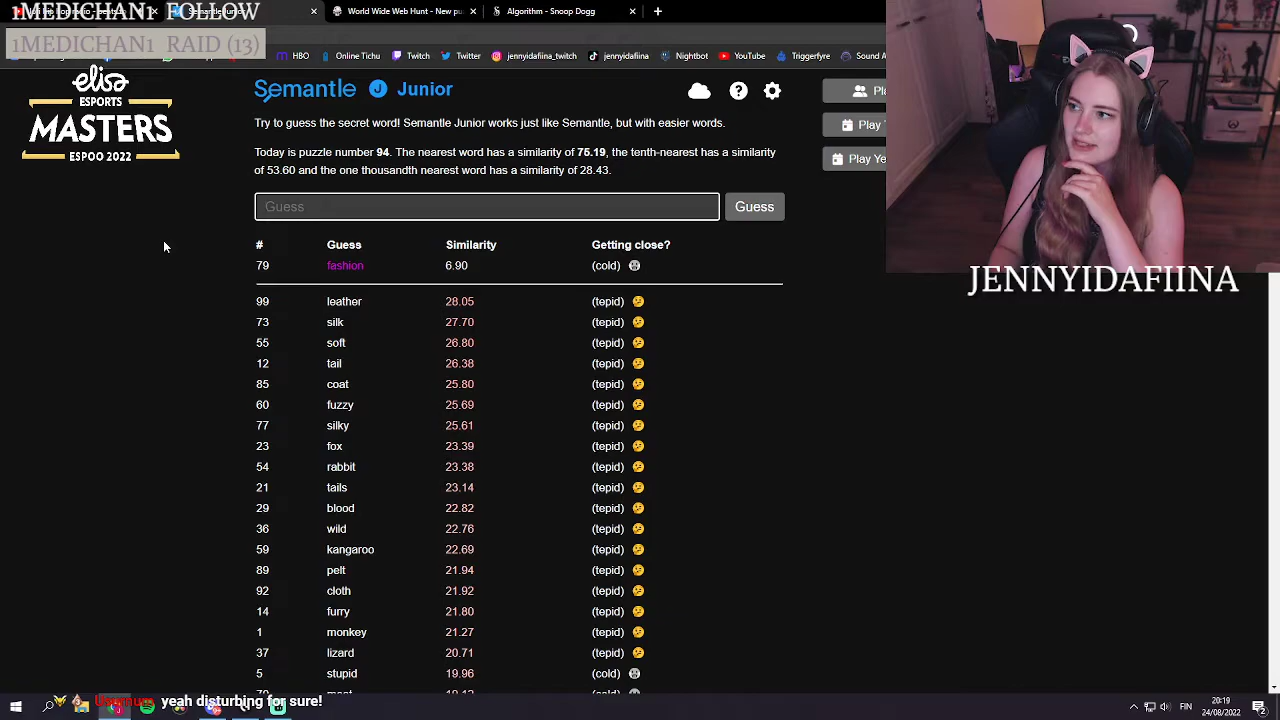 1MEDICHAN1 FOLLOW
1MEDICHAN1 RAID (13)
World Wide Web Hunt - New pu
Algorithm - Snoop Dogg
HBO
Online Tichu
Twitch
Twitter
jennyidafiina_twitch
jennyidafiina
Nightbot
YouTube
Triggerfyre
Sound A
elisa
ESPORTS
MASTERS
ESPOO 2022
Semantle J Junior
Try to guess the secret word! Semantle Junior works just like Semantle, but with easier words.
Today is puzzle number 94. The nearest word has a similarity of 75.19, the tenth-nearest has a similarity
of 53.60 and the one thousandth nearest word has a similarity of 28.43.
Pla
Play T
Play Ye
Guess Guess
# Guess Similarity Getting close?
79 fashion 6.90 (cold)
99 leather 28.05 (tepid)
73 silk 27.70 (tepid)
55 soft 26.80 (tepid)
12 tail 26.38 (tepid)
85 coat 25.80 (tepid)
60 fuzzy 25.69 (tepid)
77 silky 25.61 (tepid)
23 fox 23.39 (tepid)
54 rabbit 23.38 (tepid)
21 tails 23.14 (tepid)
29 blood 22.82 (tepid)
36 wild 22.76 (tepid)
59 kangaroo 22.69 (tepid)
89 pelt 21.94 (tepid)
92 cloth 21.92 (tepid)
14 furry 21.80 (tepid)
1 monkey 21.27 (tepid)
37 lizard 20.71 (tepid)
5 stupid 19.96 (cold)
JENNYIDAFIINA
yeah disturbing for sure!
FIN
20:19
24/08/2022